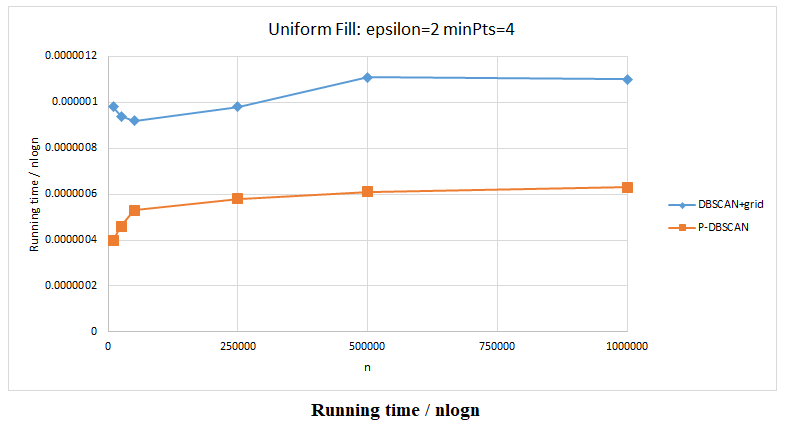 Uniform Fill: epsilon=2 minPts=4
Running time / nlogn
0.0000012
0.000001
0.0000008
0.0000006
0.0000004
0.0000002
0
0 250000 500000 750000 1000000
n
DBSCAN+grid
P-DBSCAN
Running time / nlogn